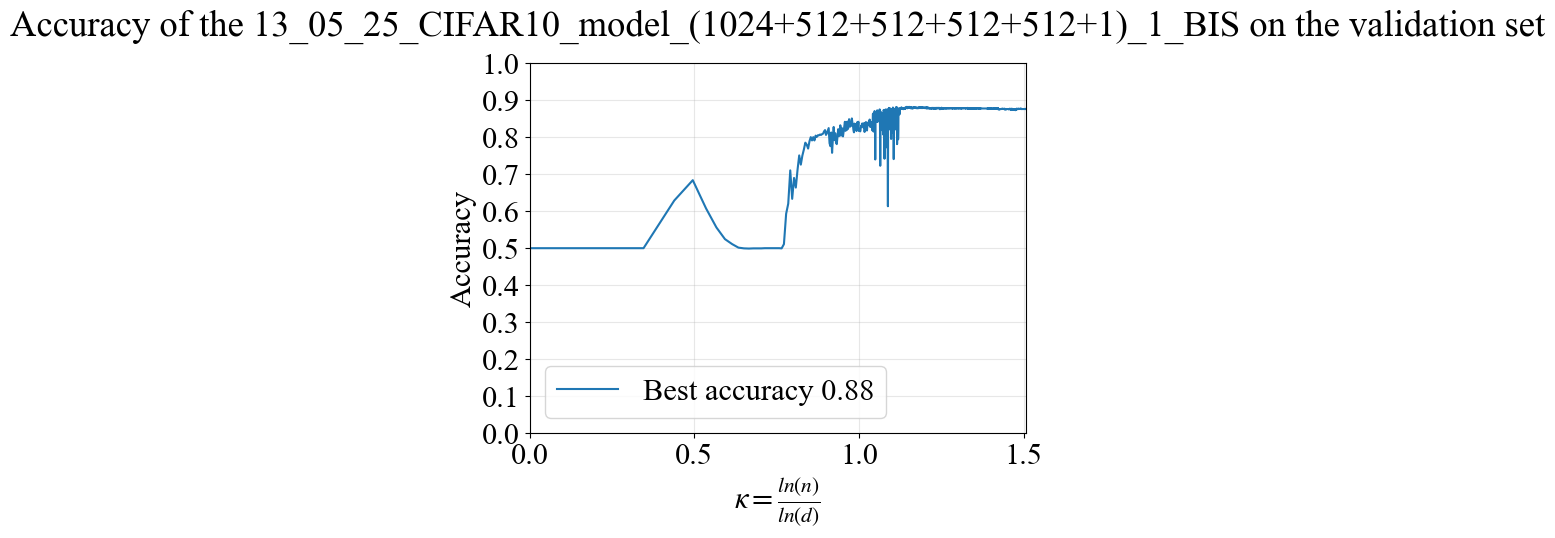 Accuracy of the 13_05_25_CIFAR10_model_(1024+512+512+512+512+1)_1_BIS on the validation set
1.0
0.9
0.8
0.7
0.6
0.5
0.4
0.3
0.2
0.1
0.0
Accuracy
Best accuracy 0.88
0.0 0.5 1.0 1.5
κ = ln(n) / ln(d)